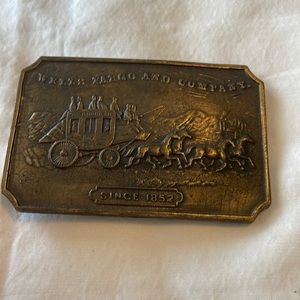 WELLS FARGO AND COMPANY.
SINCE 1852